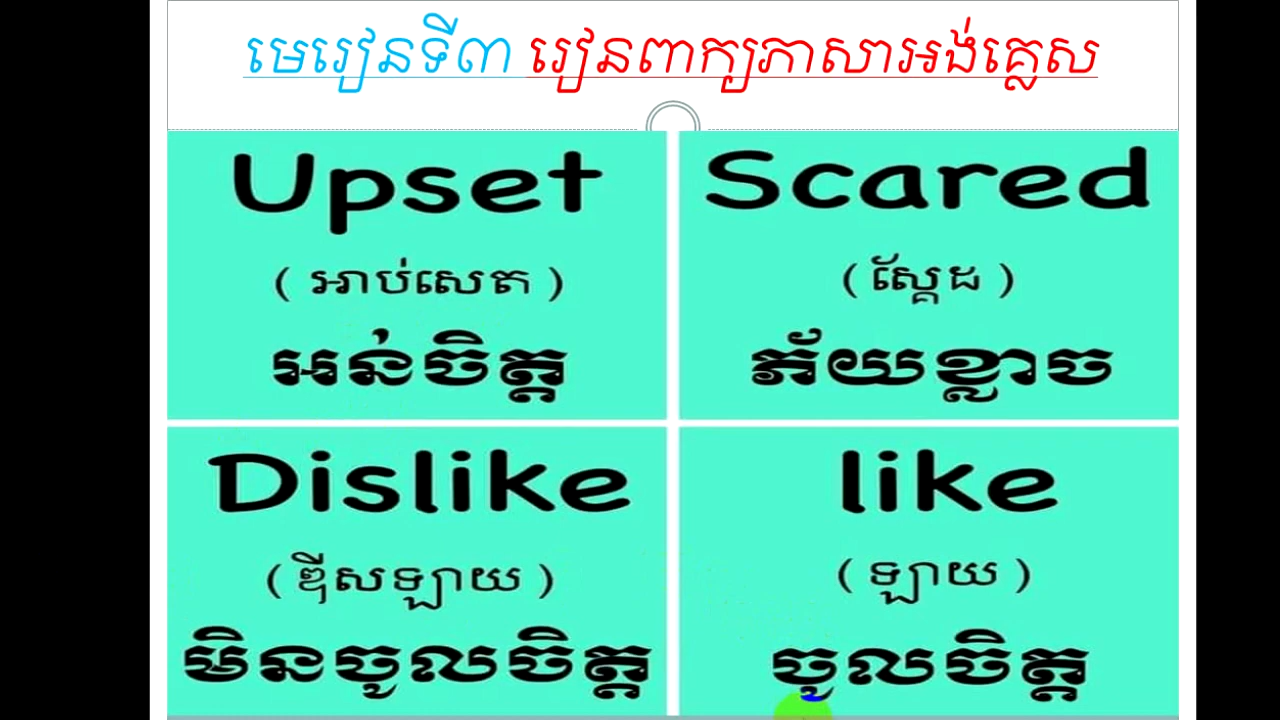 មេរៀនទី៣ រៀនពាក្យភាសាអង់គ្លេស
Upset
( អាប់សេត )
អន់ចិត្ត
Scared
( ស្គែដ )
ភ័យខ្លាច
Dislike
( ឌីសឡាយ )
មិនចូលចិត្ត
like
( ឡាយ )
ចូលចិត្ត